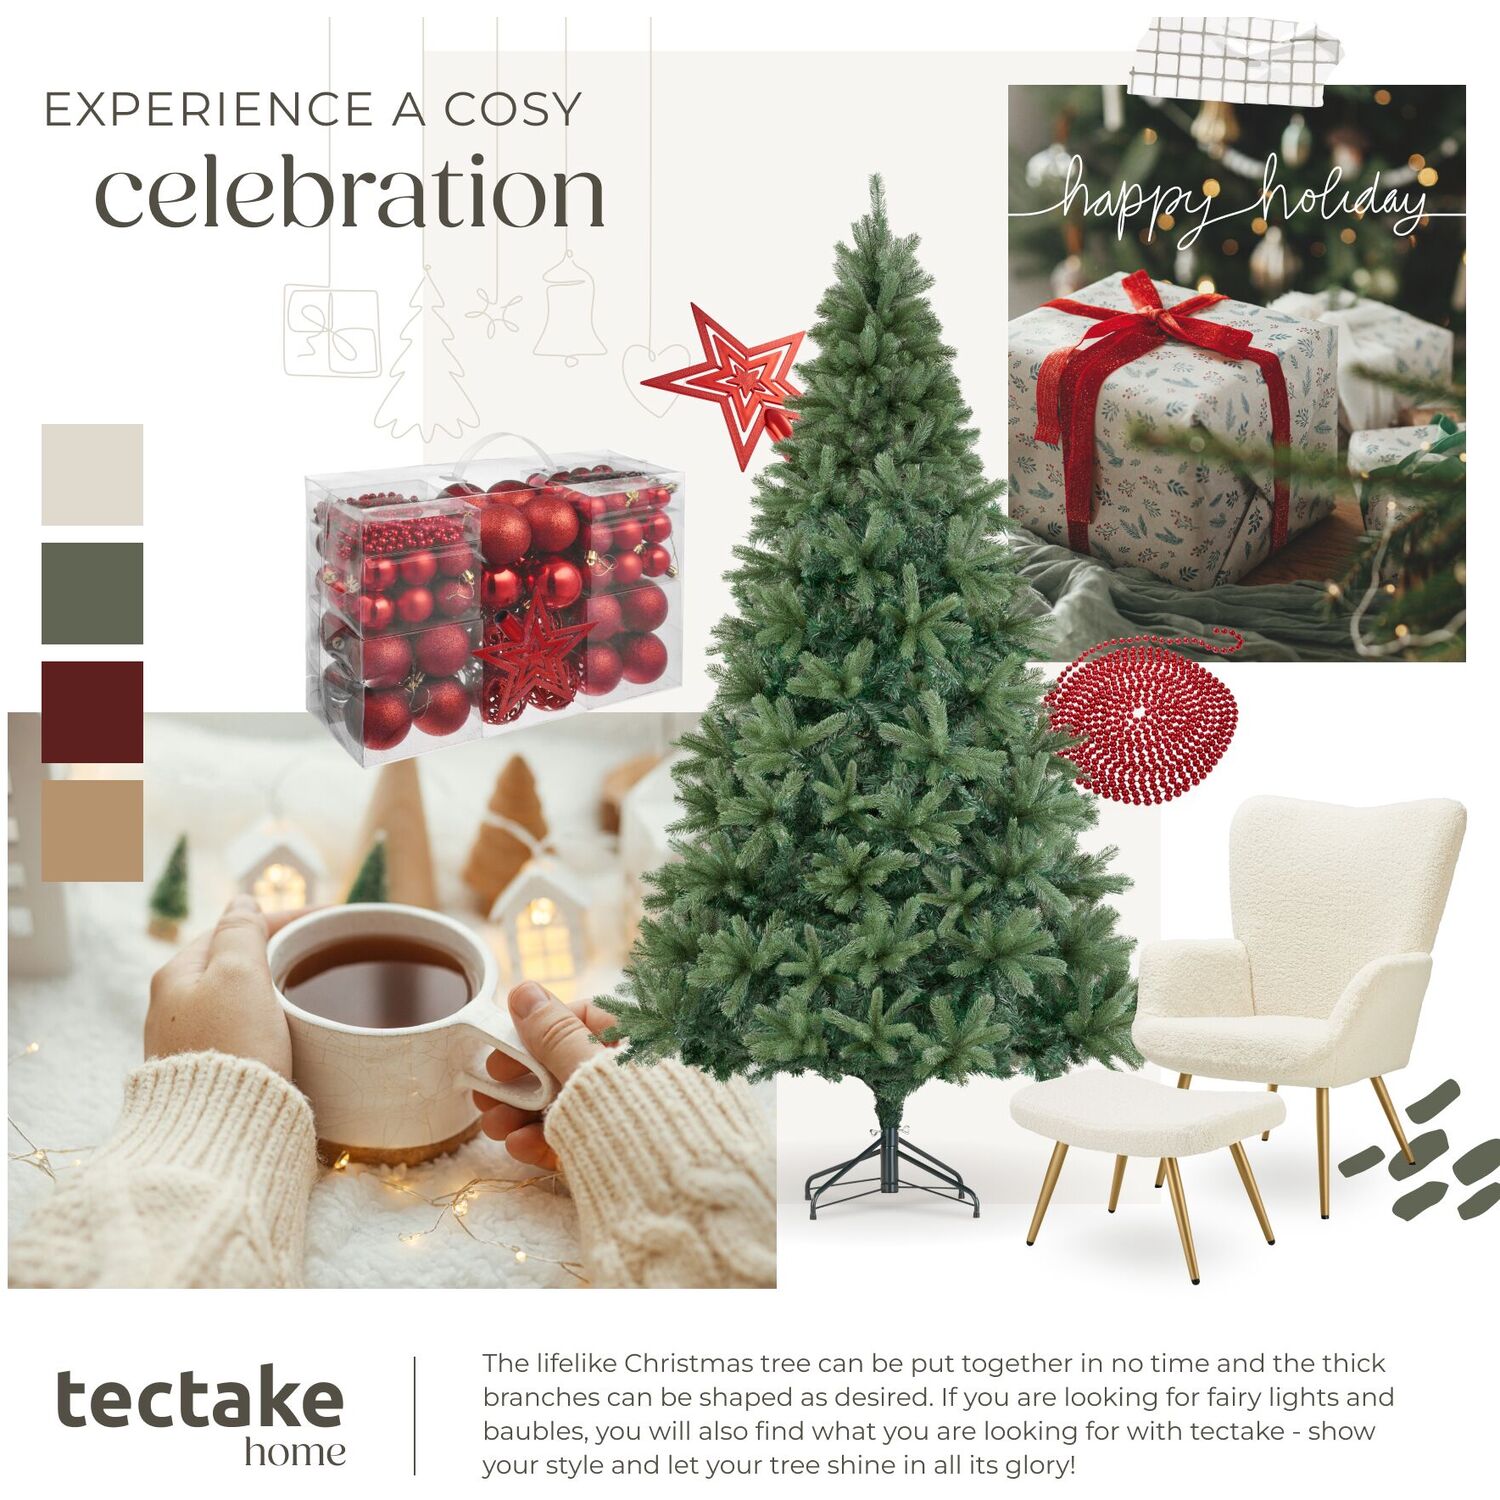 EXPERIENCE A COSY
celebration
happy holiday
tectake
home
The lifelike Christmas tree can be put together in no time and the thick
branches can be shaped as desired. If you are looking for fairy lights and
baubles, you will also find what you are looking for with tectake - show
your style and let your tree shine in all its glory!